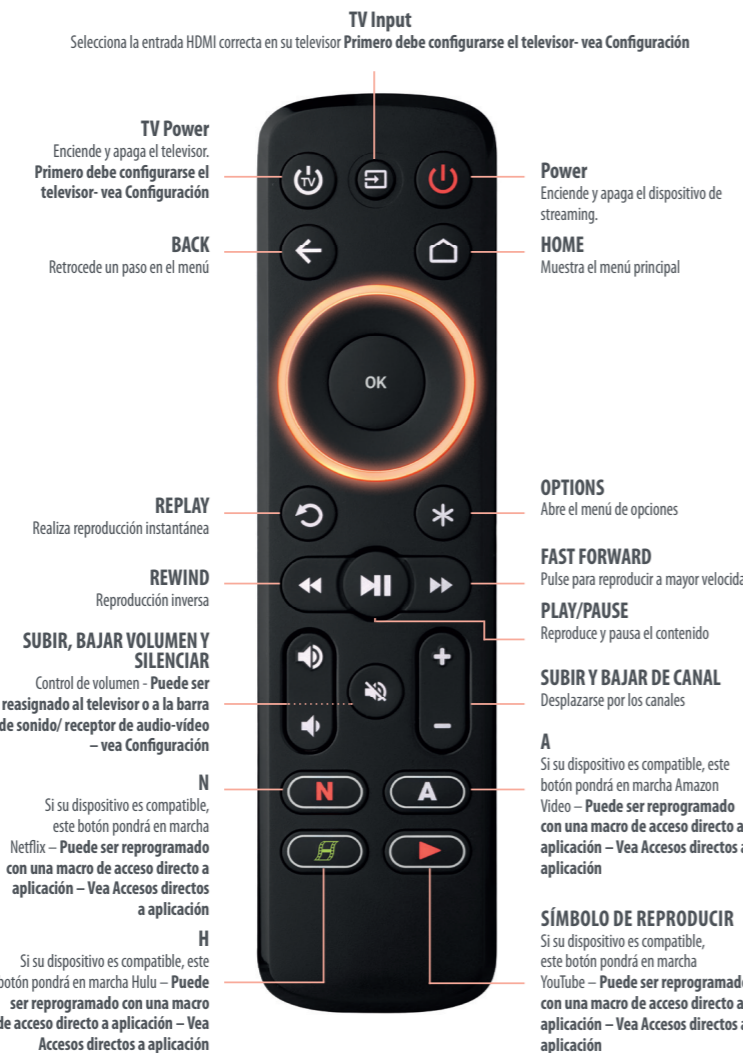 TV Input
Selecciona la entrada HDMI correcta en su televisor Primero debe configurarse el televisor- vea Configuración
TV Power
Enciende y apaga el televisor.
Primero debe configurarse el
televisor- vea Configuración
BACK
Retrocede un paso en el menú
REPLAY
Realiza reproducción instantánea
REWIND
Reproducción inversa
SUBIR, BAJAR VOLUMEN Y
SILENCIAR
Control de volumen - Puede ser
reasignado al televisor o a la barra
de sonido/ receptor de audio-vídeo
– vea Configuración
N
Si su dispositivo es compatible,
este botón pondrá en marcha
Netflix – Puede ser reprogramado
con una macro de acceso directo a
aplicación – Vea Accesos directos
a aplicación
H
Si su dispositivo es compatible, este
botón pondrá en marcha Hulu – Puede
ser reprogramado con una macro
de acceso directo a aplicación – Vea
Accesos directos a aplicación
TV
OK
N
A
H
Power
Enciende y apaga el dispositivo de
streaming.
HOME
Muestra el menú principal
OPTIONS
Abre el menú de opciones
FAST FORWARD
Pulse para reproducir a mayor velocida
PLAY/PAUSE
Reproduce y pausa el contenido
SUBIR Y BAJAR DE CANAL
Desplazarse por los canales
A
Si su dispositivo es compatible, este
botón pondrá en marcha Amazon
Video – Puede ser reprogramado
con una macro de acceso directo a
aplicación – Vea Accesos directos a
aplicación
SÍMBOLO DE REPRODUCIR
Si su dispositivo es compatible,
este botón pondrá en marcha
YouTube – Puede ser reprogramado
con una macro de acceso directo a
aplicación – Vea Accesos directos a
aplicación